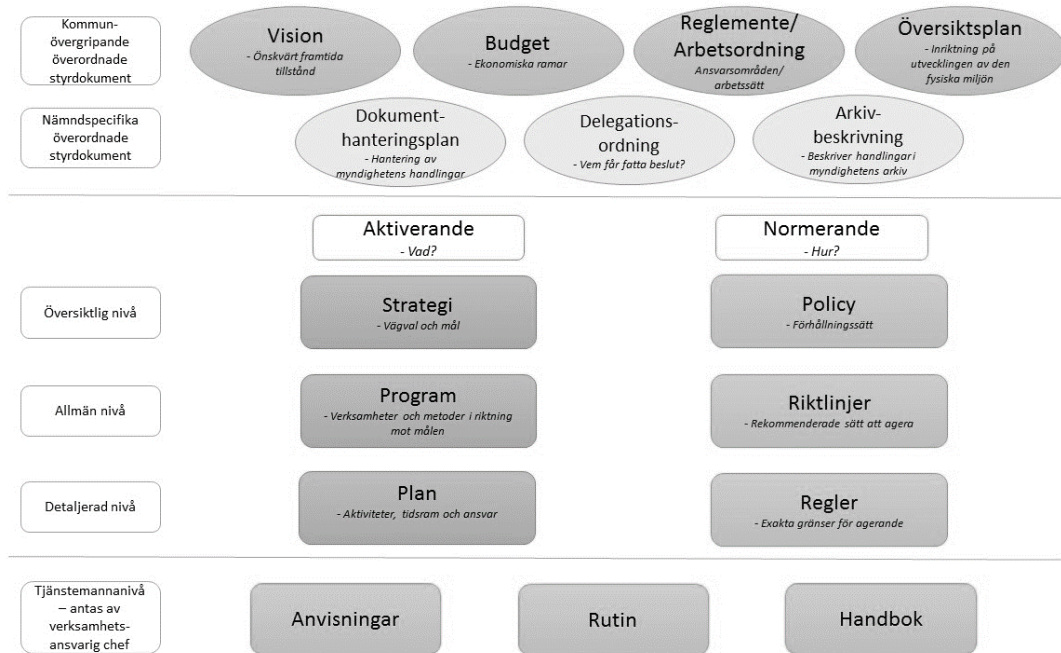 Kommun-
övergripande
överordnade
styrdokument
Vision
- Önskvärt framtida
tillstånd
Budget
- Ekonomiska ramar
Reglemente/
Arbetsordning
Ansvarsområden/
arbetssätt
Översiktsplan
- Inriktning på
utvecklingen av den
fysiska miljön
Nämndspecifika
överordnade
styrdokument
Dokument-
hanteringsplan
- Hantering av
myndighetens handlingar
Delegations-
ordning
- Vem får fatta beslut?
Arkiv-
beskrivning
- Beskriver handlingar i
myndighetens arkiv
Aktiverande
- Vad?
Normerande
- Hur?
Översiktlig nivå
Strategi
- Vägval och mål
Policy
- Förhållningssätt
Allmän nivå
Program
- Verksamheter och metoder i riktning
mot målen
Riktlinjer
- Rekommenderade sätt att agera
Detaljerad nivå
Plan
- Aktiviteter, tidsram och ansvar
Regler
- Exakta gränser för agerande
Tjänstemannanivå
– antas av
verksamhets-
ansvarig chef
Anvisningar
Rutin
Handbok